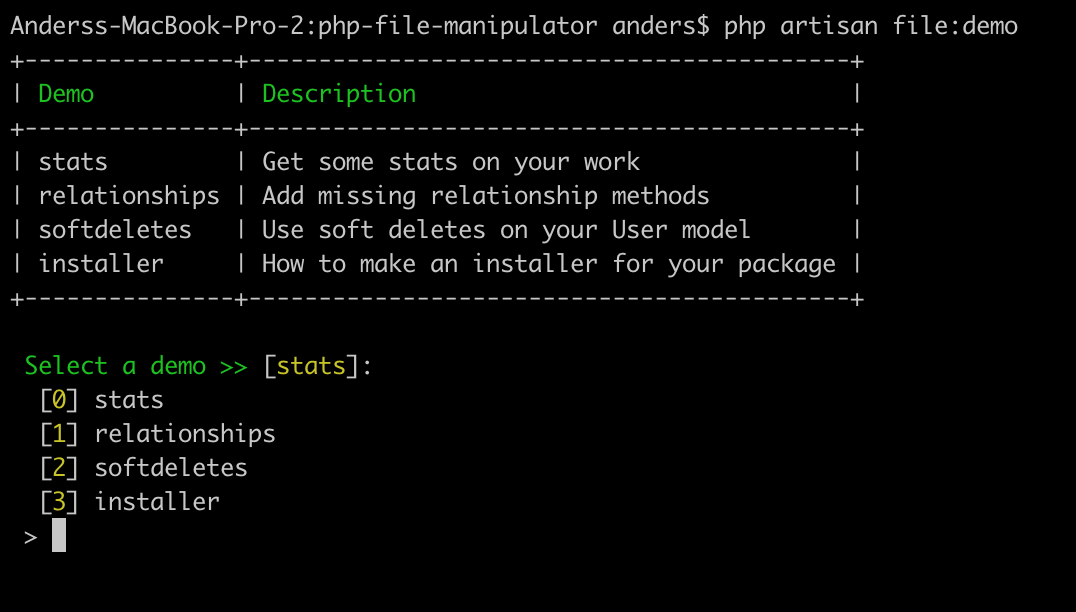 Anderss-MacBook-Pro-2:php-file-manipulator anders$ php artisan file:demo
+---------------+-------------------------------------------+
| Demo          | Description                               |
+---------------+-------------------------------------------+
| stats         | Get some stats on your work               |
| relationships | Add missing relationship methods          |
| softdeletes   | Use soft deletes on your User model       |
| installer     | How to make an installer for your package |
+---------------+-------------------------------------------+
Select a demo >> [stats]:
[0] stats
[1] relationships
[2] softdeletes
[3] installer
>